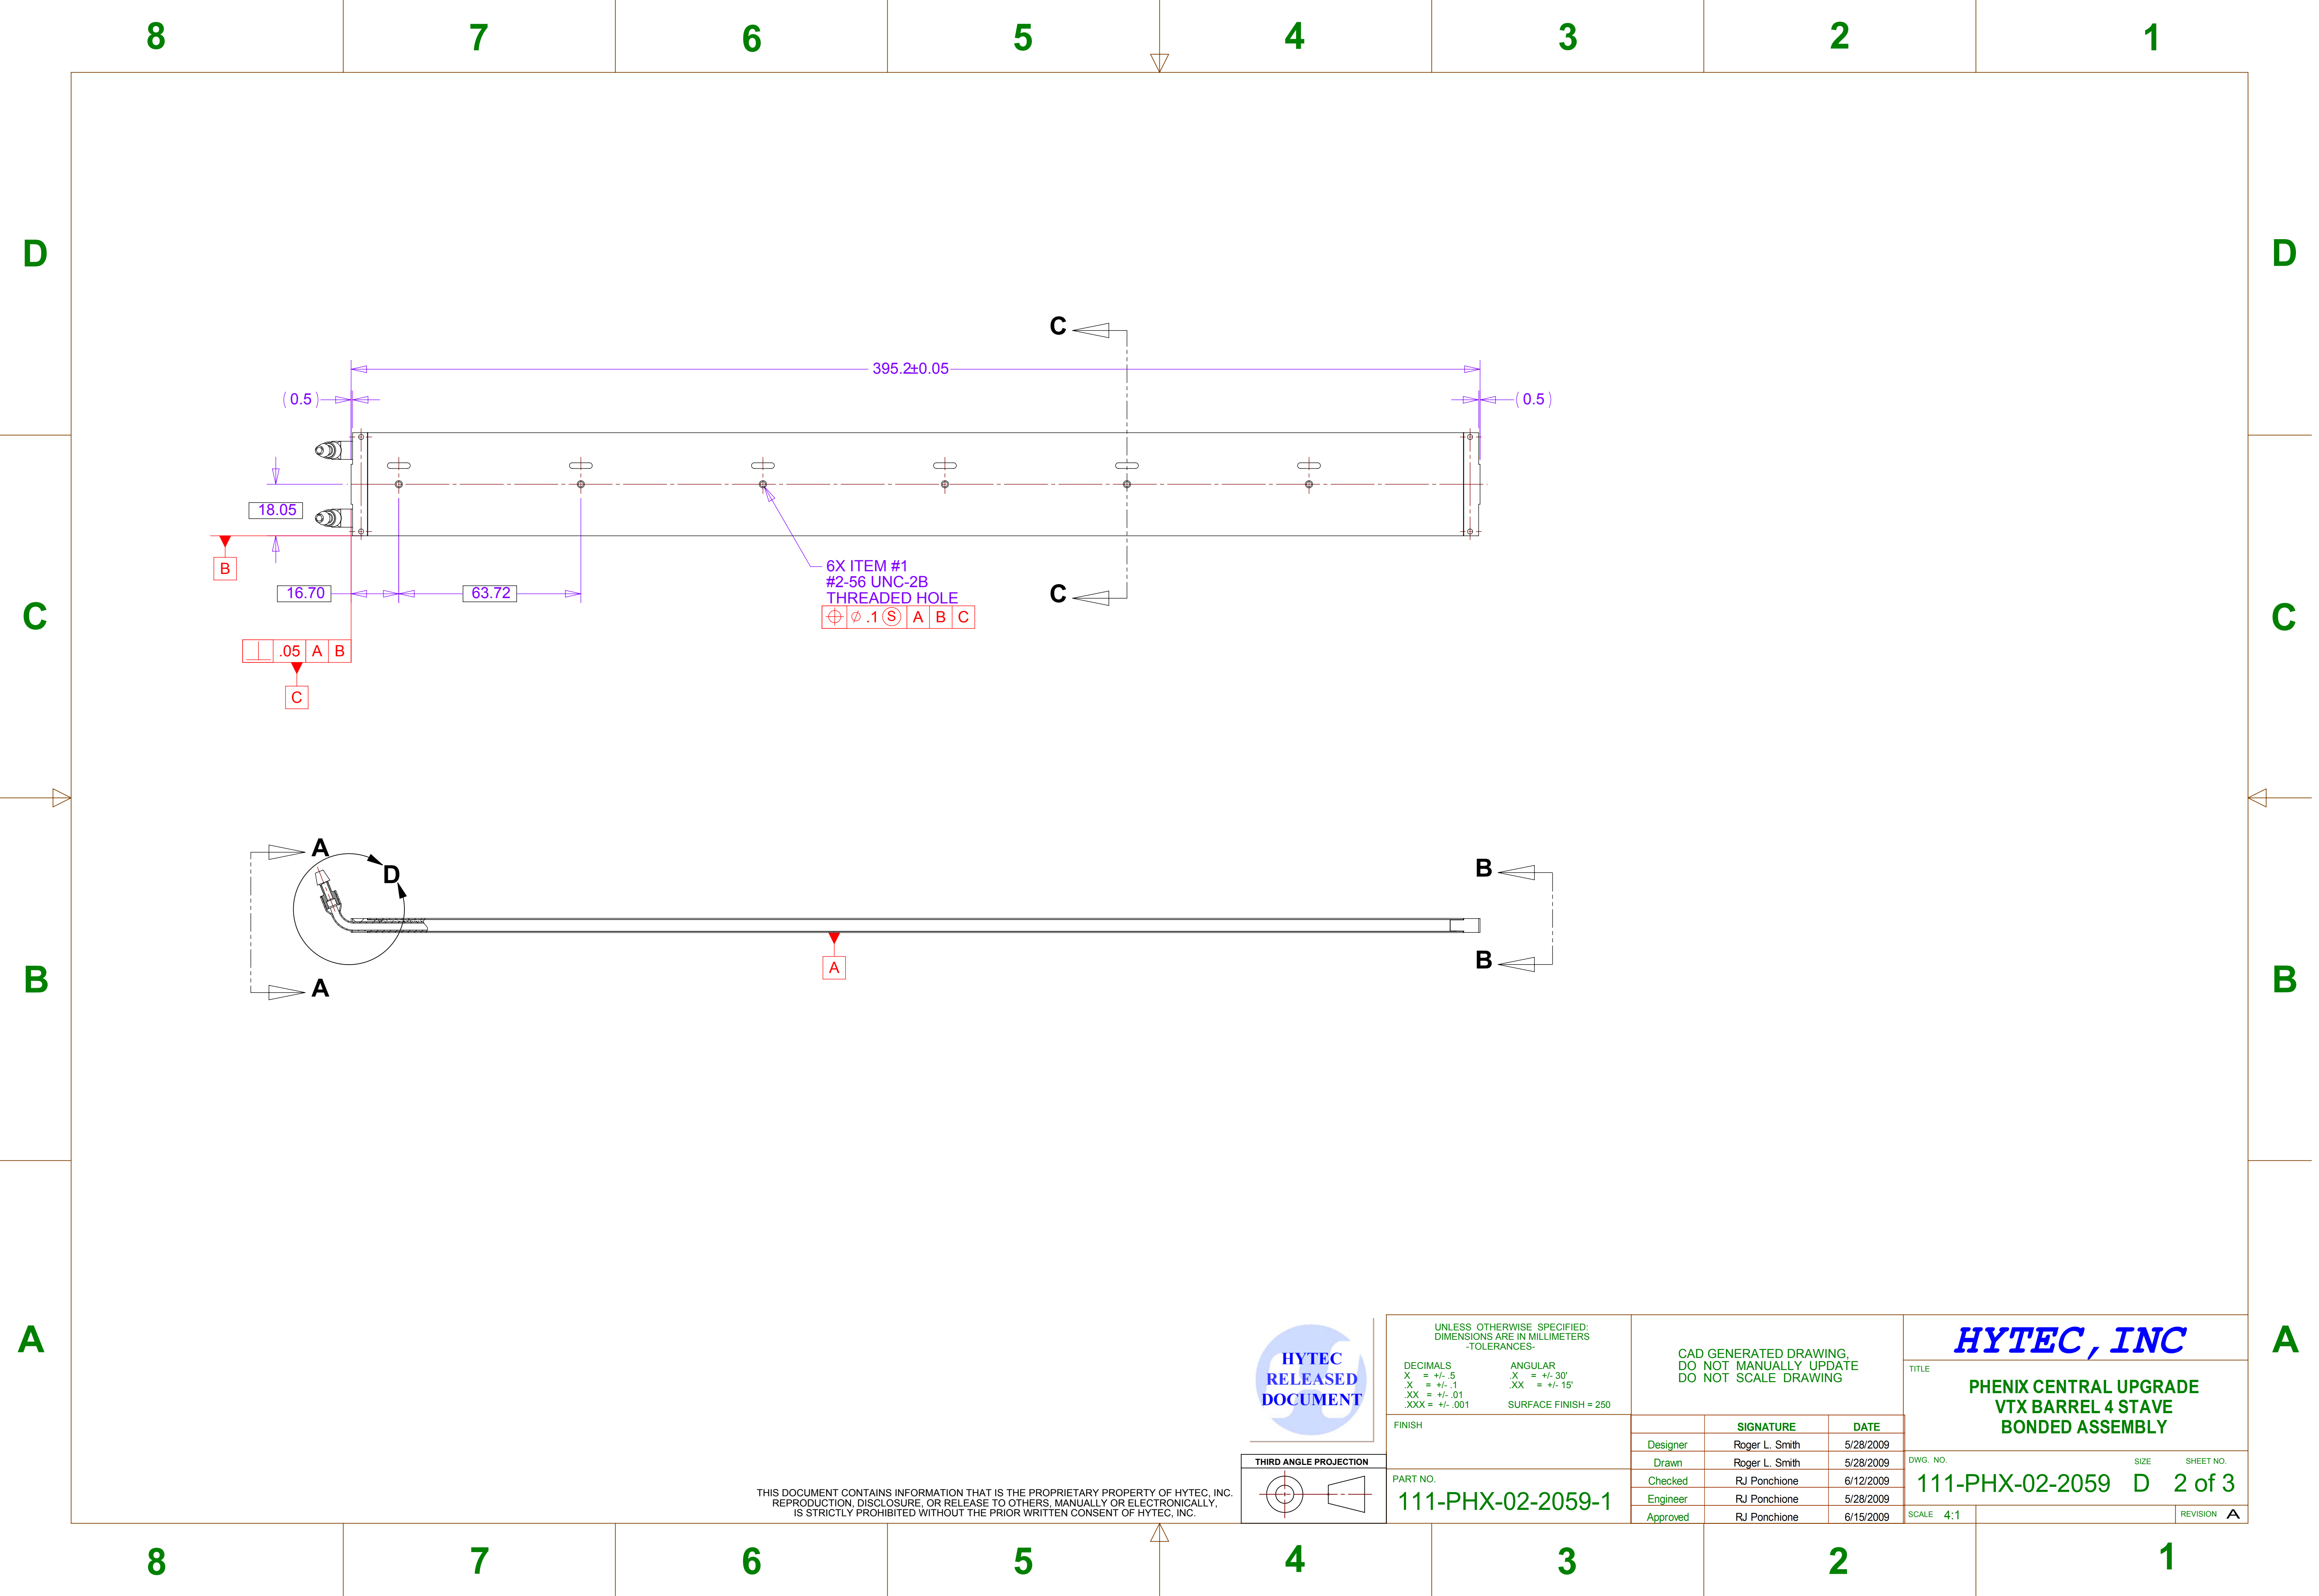 8 7 6 5 4 3 2 1
D D
C
395.2±0.05
( 0.5 ) ( 0.5 )
18.05
B
6X ITEM #1
#2-56 UNC-2B
THREADED HOLE
⌖ ⌀ .1 Ⓢ A B C
16.70 63.72
C
C C
⊥ .05 A B
C
A
D
B
A
B
A
B B
A A
HYTEC
RELEASED
DOCUMENT
THIRD ANGLE PROJECTION
THIS DOCUMENT CONTAINS INFORMATION THAT IS THE PROPRIETARY PROPERTY OF HYTEC, INC.
REPRODUCTION, DISCLOSURE, OR RELEASE TO OTHERS, MANUALLY OR ELECTRONICALLY,
IS STRICTLY PROHIBITED WITHOUT THE PRIOR WRITTEN CONSENT OF HYTEC, INC.
UNLESS OTHERWISE SPECIFIED:
DIMENSIONS ARE IN MILLIMETERS
-TOLERANCES-
DECIMALS ANGULAR
X = +/- .5 .X = +/- 30'
.X = +/- .1 .XX = +/- 15'
.XX = +/- .01
.XXX = +/- .001 SURFACE FINISH = 250
FINISH
PART NO.
111-PHX-02-2059-1
CAD GENERATED DRAWING,
DO NOT MANUALLY UPDATE
DO NOT SCALE DRAWING
SIGNATURE DATE
Designer Roger L. Smith 5/28/2009
Drawn Roger L. Smith 5/28/2009
Checked RJ Ponchione 6/12/2009
Engineer RJ Ponchione 5/28/2009
Approved RJ Ponchione 6/15/2009
HYTEC, INC
TITLE
PHENIX CENTRAL UPGRADE
VTX BARREL 4 STAVE
BONDED ASSEMBLY
DWG. NO. SIZE SHEET NO.
111-PHX-02-2059 D 2 of 3
SCALE 4:1 REVISION A
8 7 6 5 4 3 2 1